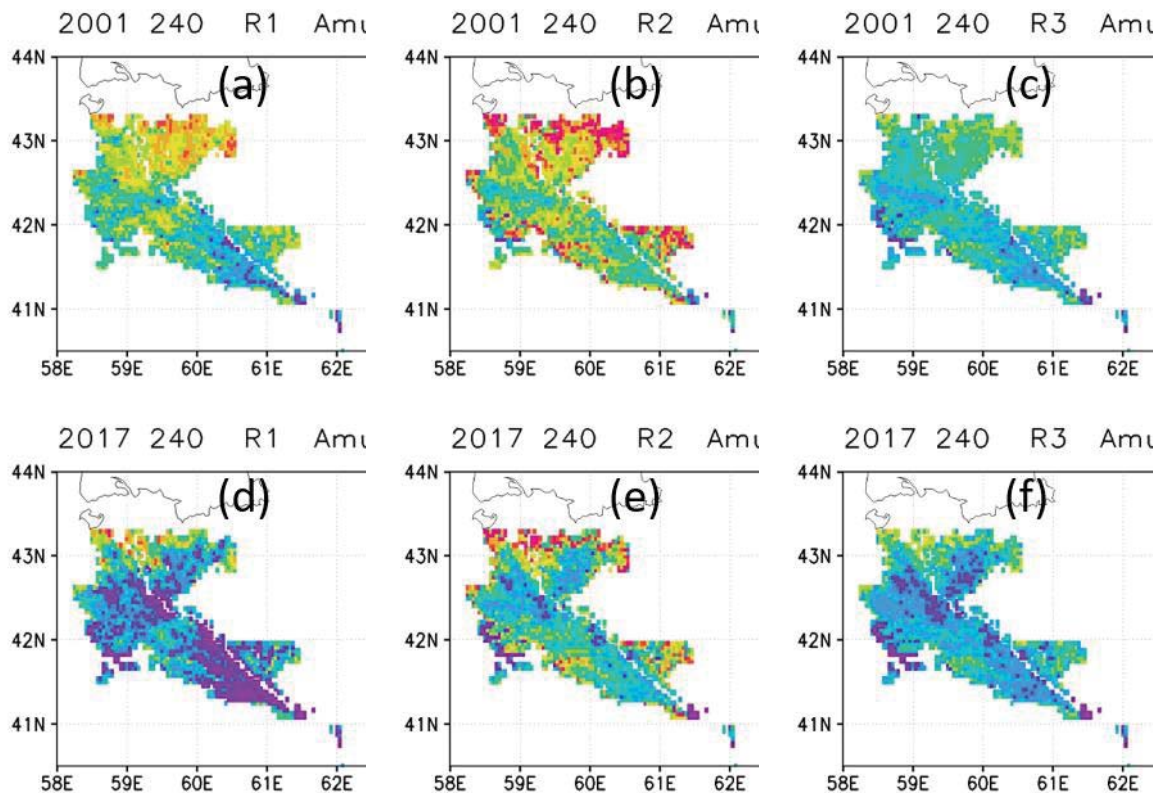 2001 240 R1 Amu
2001 240 R2 Amu
2001 240 R3 Amu
44N
43N
42N
41N
58E 59E 60E 61E 62E
(a)
44N
43N
42N
41N
58E 59E 60E 61E 62E
(b)
44N
43N
42N
41N
58E 59E 60E 61E 62E
(c)
2017 240 R1 Amu
2017 240 R2 Amu
2017 240 R3 Amu
44N
43N
42N
41N
58E 59E 60E 61E 62E
(d)
44N
43N
42N
41N
58E 59E 60E 61E 62E
(e)
44N
43N
42N
41N
58E 59E 60E 61E 62E
(f)